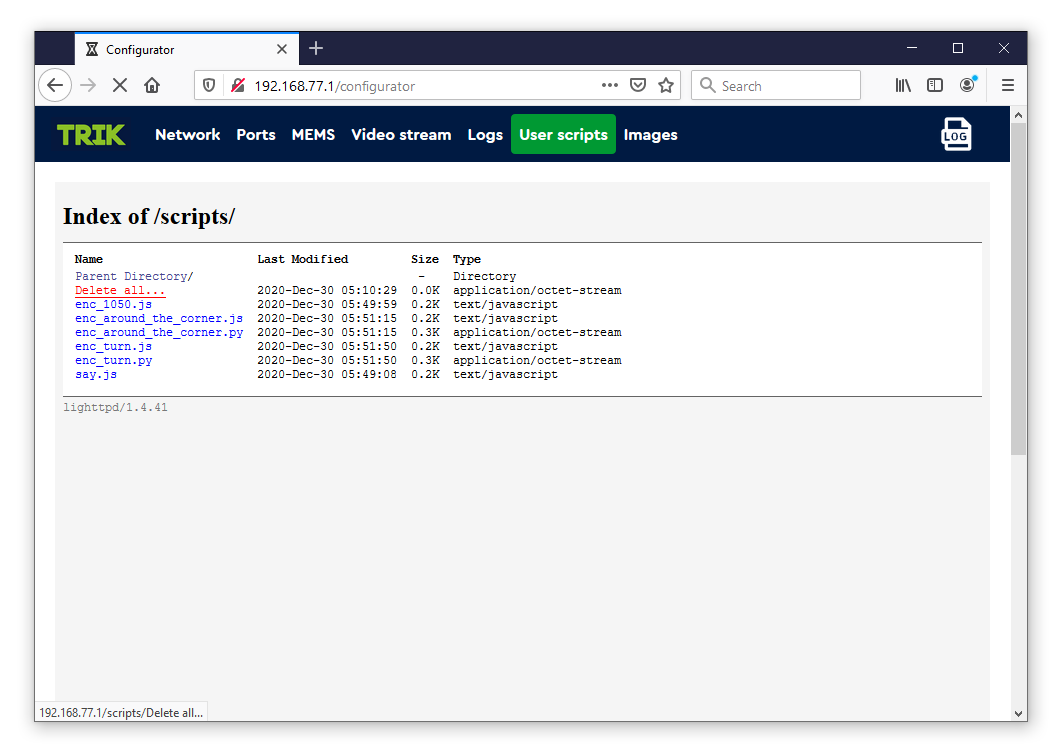 Configurator
192.168.77.1/configurator
Search
TRIK Network Ports MEMS Video stream Logs User scripts Images LOG
Index of /scripts/
Name Last Modified Size Type
Parent Directory/ - Directory
Delete all... 2020-Dec-30 05:10:29 0.0K application/octet-stream
enc_1050.js 2020-Dec-30 05:49:59 0.2K text/javascript
enc_around_the_corner.js 2020-Dec-30 05:51:15 0.2K text/javascript
enc_around_the_corner.py 2020-Dec-30 05:51:15 0.3K application/octet-stream
enc_turn.js 2020-Dec-30 05:51:50 0.2K text/javascript
enc_turn.py 2020-Dec-30 05:51:50 0.3K application/octet-stream
say.js 2020-Dec-30 05:49:08 0.2K text/javascript
lighttpd/1.4.41
192.168.77.1/scripts/Delete all...